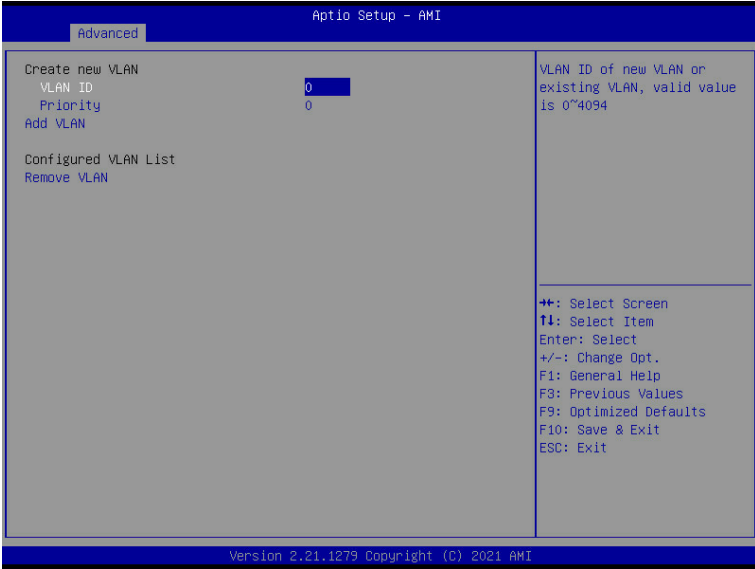 Aptio Setup – AMI
Advanced
Create new VLAN
VLAN ID 0
Priority 0
Add VLAN
Configured VLAN List
Remove VLAN
VLAN ID of new VLAN or
existing VLAN, valid value
is 0~4094
→←: Select Screen
↑↓: Select Item
Enter: Select
+/-: Change Opt.
F1: General Help
F3: Previous Values
F9: Optimized Defaults
F10: Save & Exit
ESC: Exit
Version 2.21.1279 Copyright (C) 2021 AMI